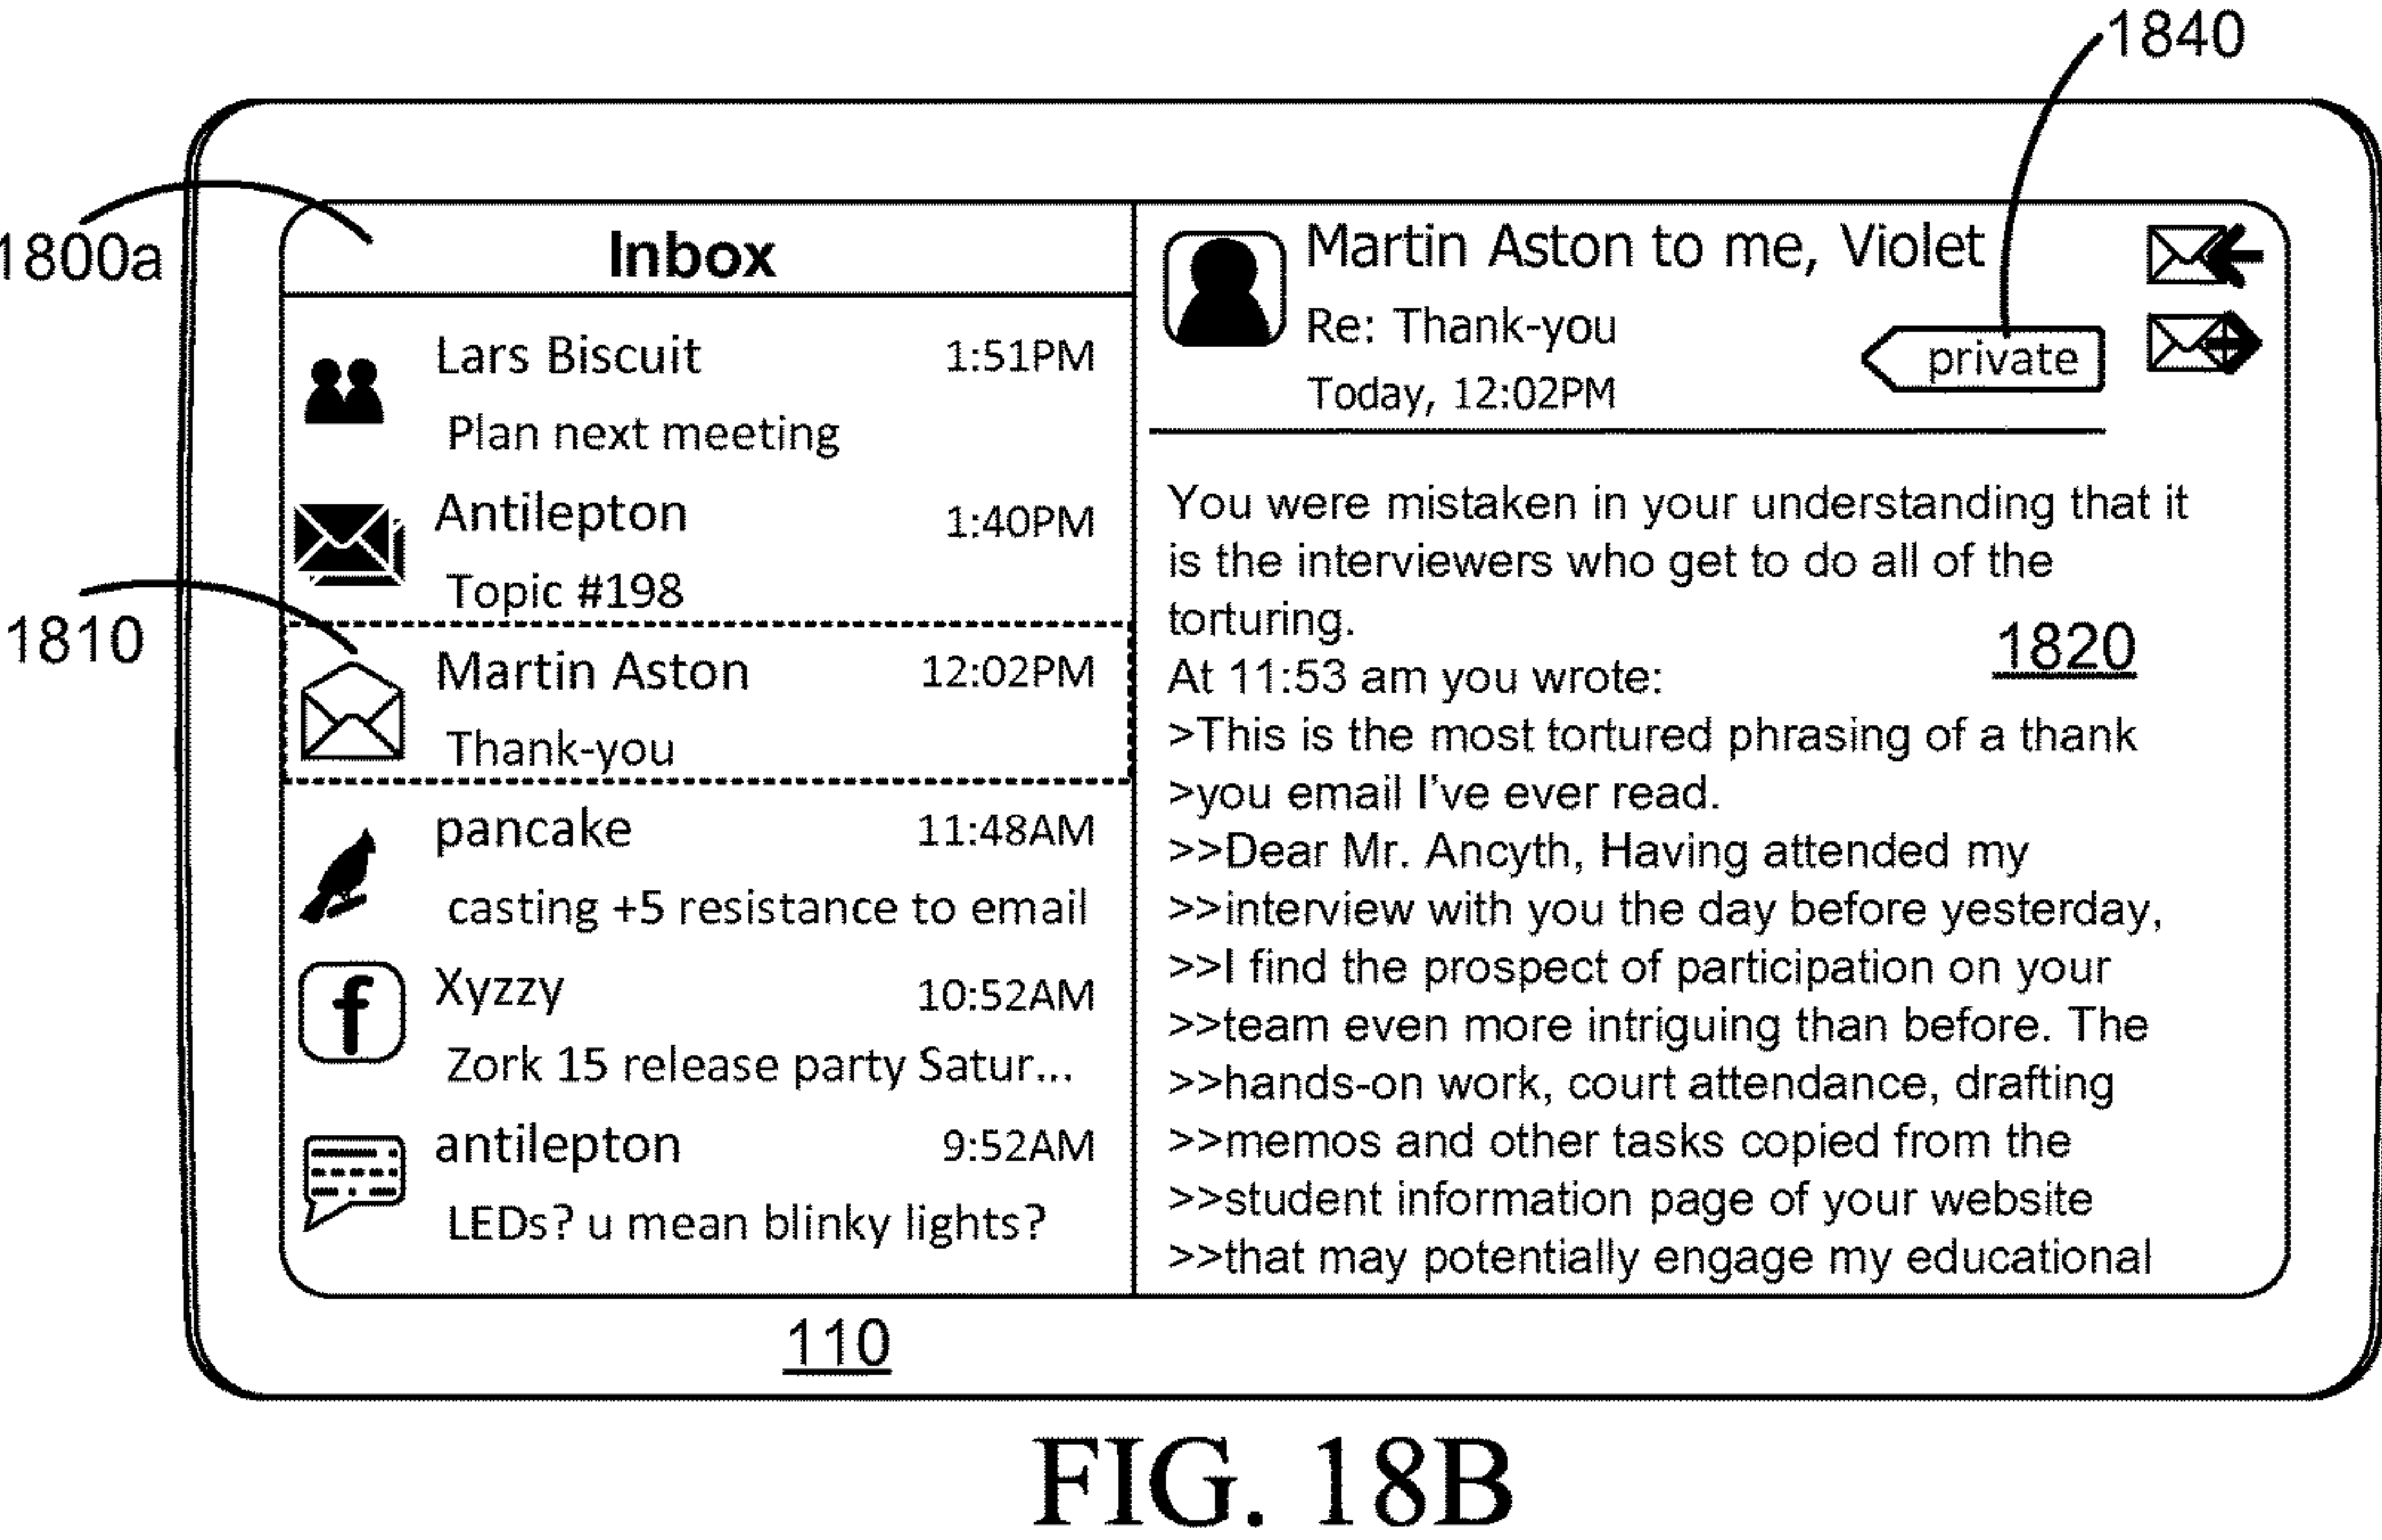 1840
1800a
Inbox
Lars Biscuit 1:51PM
Plan next meeting
Antilepton 1:40PM
Topic #198
1810
Martin Aston 12:02PM
Thank-you
pancake 11:48AM
casting +5 resistance to email
f
Xyzzy 10:52AM
Zork 15 release party Satur...
antilepton 9:52AM
LEDs? u mean blinky lights?
Martin Aston to me, Violet
Re: Thank-you
private
Today, 12:02PM
You were mistaken in your understanding that it
is the interviewers who get to do all of the
torturing.
1820
At 11:53 am you wrote:
>This is the most tortured phrasing of a thank
>you email I've ever read.
>>Dear Mr. Ancyth, Having attended my
>>interview with you the day before yesterday,
>>I find the prospect of participation on your
>>team even more intriguing than before. The
>>hands-on work, court attendance, drafting
>>memos and other tasks copied from the
>>student information page of your website
>>that may potentially engage my educational
110
FIG. 18B